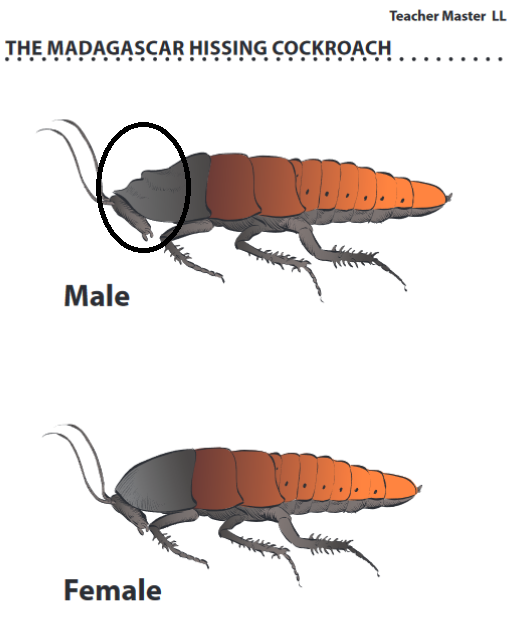 Teacher Master LL
THE MADAGASCAR HISSING COCKROACH
Male
Female